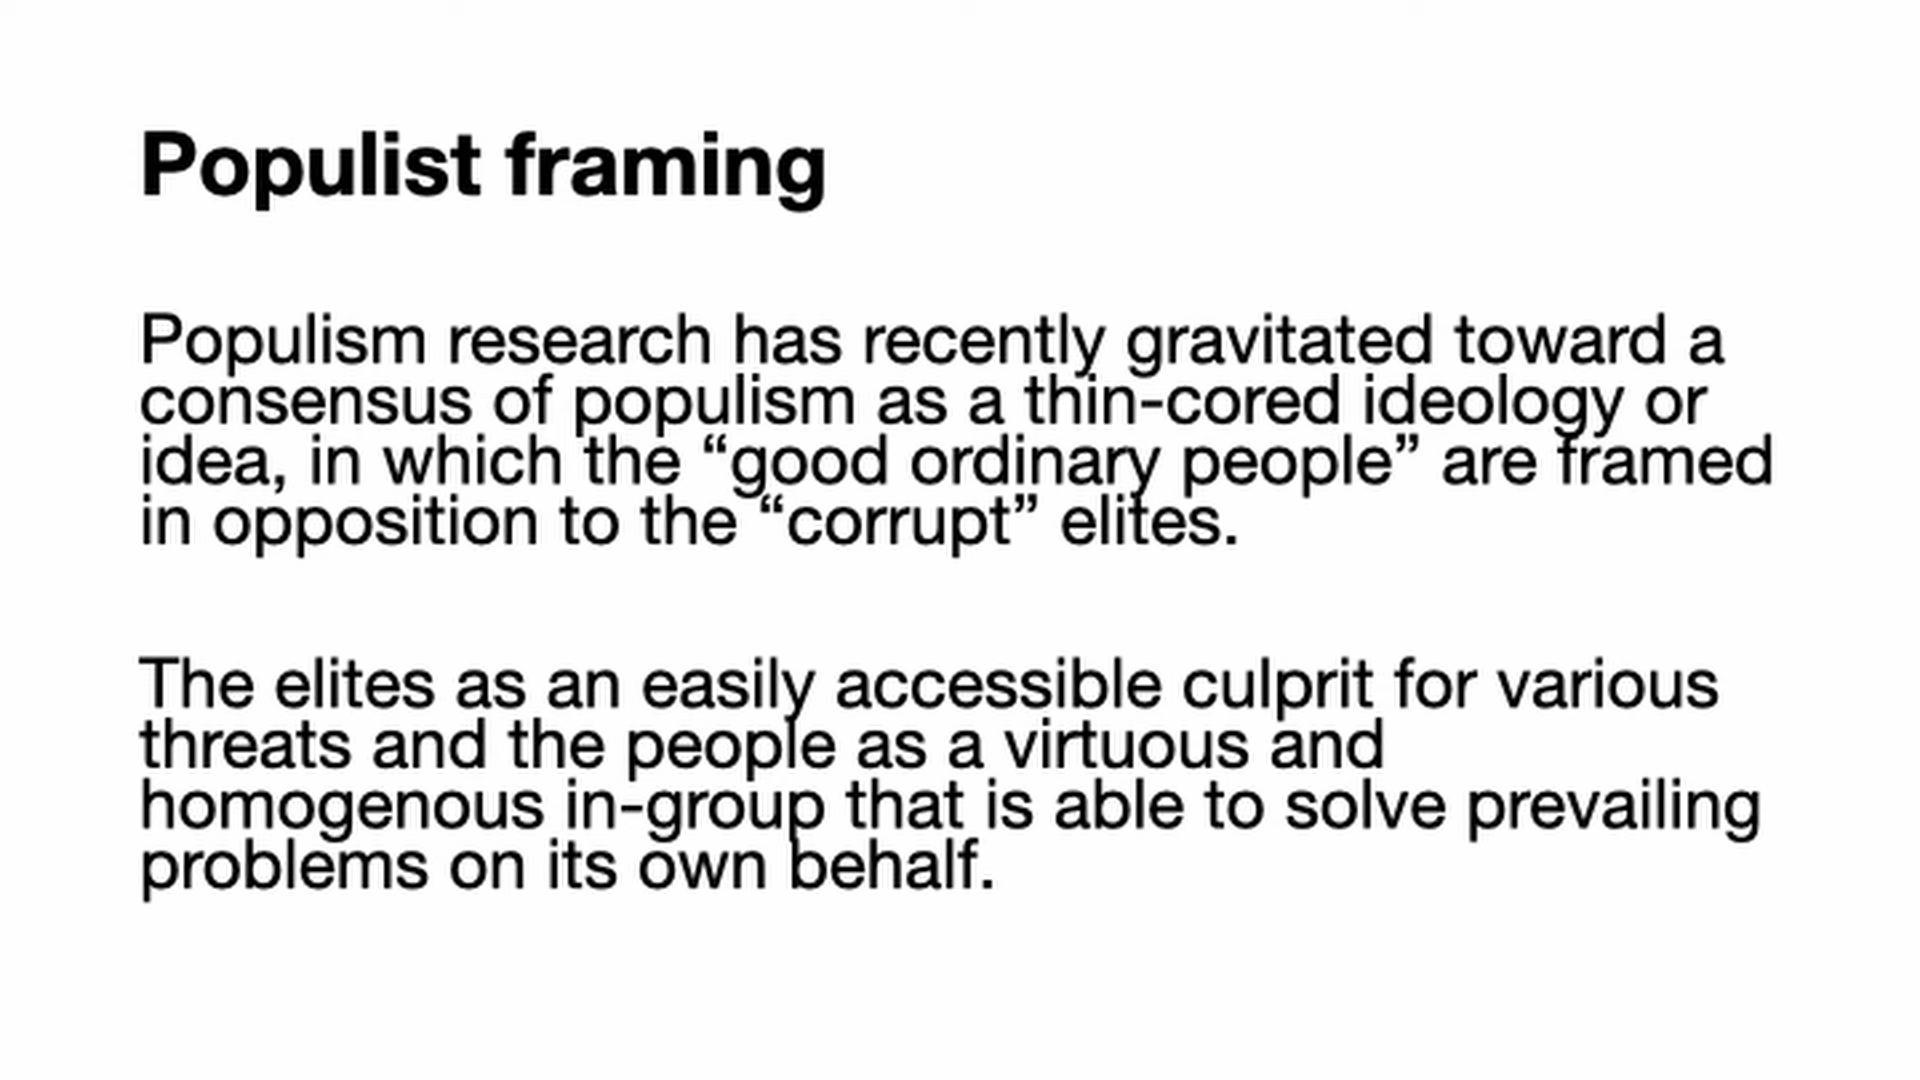 Populist framing
Populism research has recently gravitated toward a
consensus of populism as a thin-cored ideology or
idea, in which the “good ordinary people” are framed
in opposition to the “corrupt” elites.
The elites as an easily accessible culprit for various
threats and the people as a virtuous and
homogenous in-group that is able to solve prevailing
problems on its own behalf.